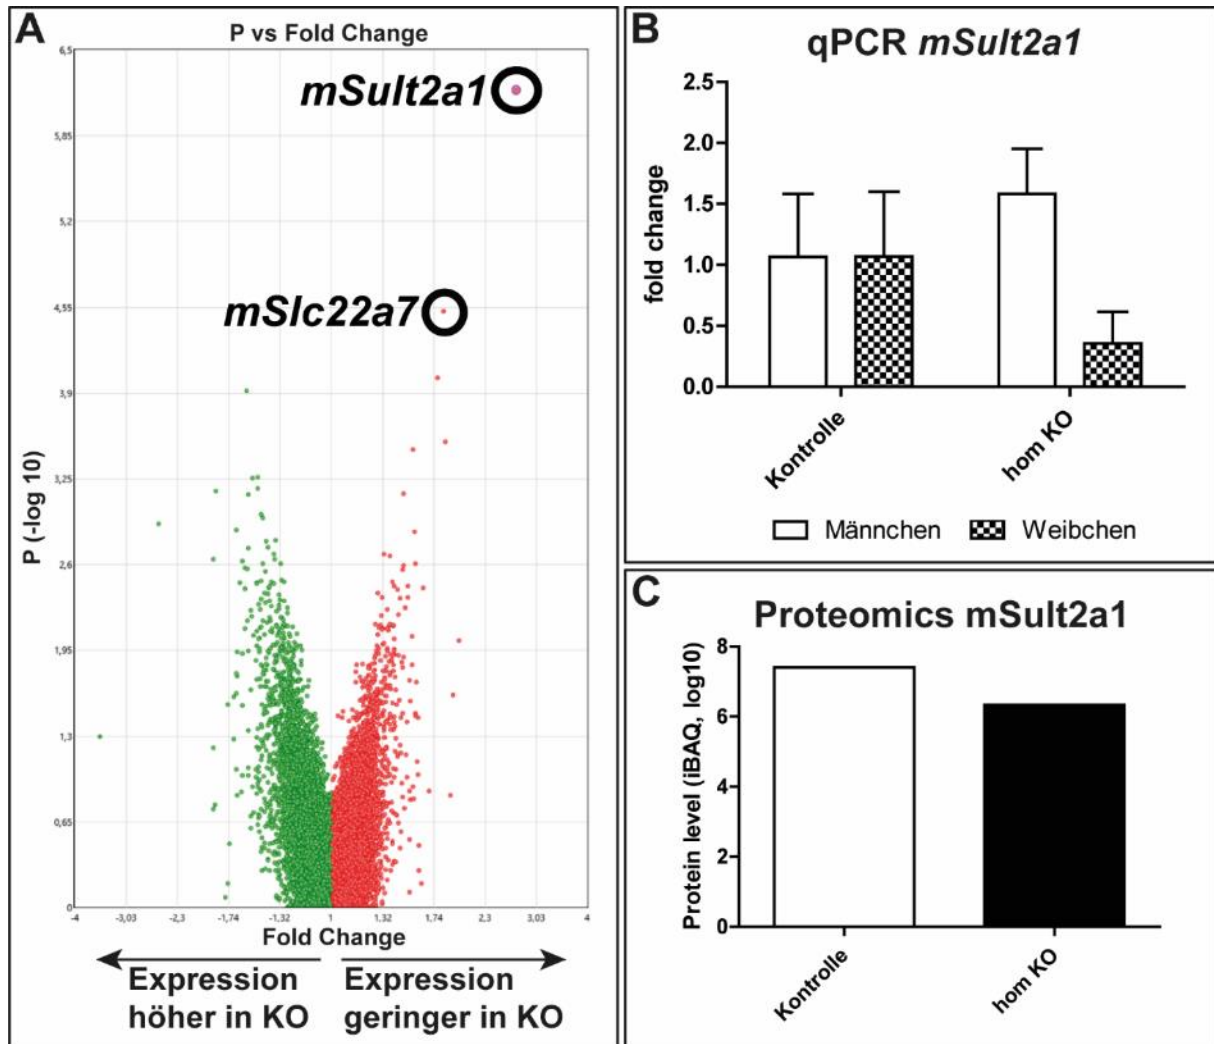 A
P vs Fold Change
6,5
mSult2a1
5,85
5,2
4,55
mSlc22a7
3,9
3,25
2,6
1,95
1,3
0,65
0
P (-log 10)
-4 -3,03 -2,3 -1,74 -1,32 1 1,32 1,74 2,3 3,03 4
Fold Change
Expression
höher in KO
Expression
geringer in KO
B
qPCR mSult2a1
2.5
2.0
1.5
1.0
0.5
0.0
fold change
Kontrolle
hom KO
Männchen
Weibchen
C
Proteomics mSult2a1
8
6
4
2
0
Protein level (iBAQ, log10)
Kontrolle
hom KO